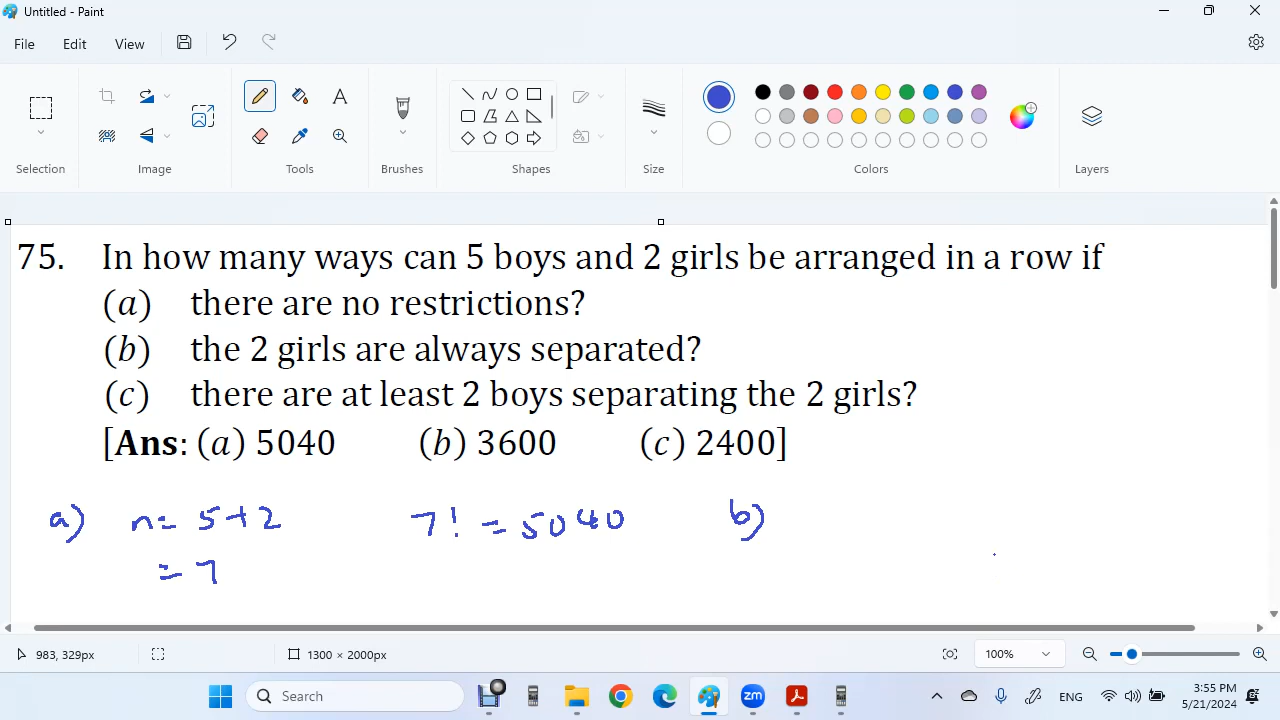 Untitled - Paint
File Edit View
Selection Image Tools Brushes Shapes Size Colors Layers
75. In how many ways can 5 boys and 2 girls be arranged in a row if
(a) there are no restrictions?
(b) the 2 girls are always separated?
(c) there are at least 2 boys separating the 2 girls?
[Ans: (a) 5040 (b) 3600 (c) 2400]
a) n = 5 + 2 7! = 5040 b)
= 7
983, 329px 1300 × 2000px 100%
Search zm ENG 3:55 PM
5/21/2024